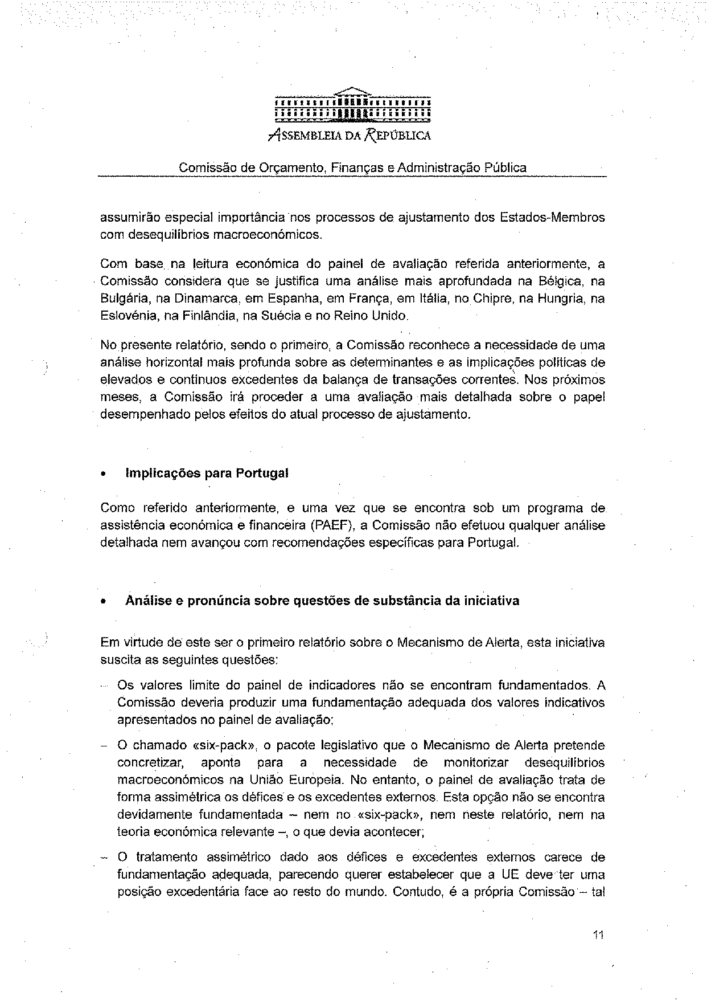 ASSEMBLEIA DA REPÚBLICA
Comissão de Orçamento, Finanças e Administração Pública
assumirão especial importância nos processos de ajustamento dos Estados-Membros
com desequilíbrios macroeconómicos.
Com base na leitura económica do painel de avaliação referida anteriormente, a
Comissão considera que se justifica uma análise mais aprofundada na Bélgica, na
Bulgária, na Dinamarca, em Espanha, em França, em Itália, no Chipre, na Hungria, na
Eslovénia, na Finlândia, na Suécia e no Reino Unido.
No presente relatório, sendo o primeiro, a Comissão reconhece a necessidade de uma
análise horizontal mais profunda sobre as determinantes e as implicações políticas de
elevados e contínuos excedentes da balança de transações correntes. Nos próximos
meses, a Comissão irá proceder a uma avaliação mais detalhada sobre o papel
desempenhado pelos efeitos do atual processo de ajustamento.
• Implicações para Portugal
Como referido anteriormente, e uma vez que se encontra sob um programa de
assistência económica e financeira (PAEF), a Comissão não efetuou qualquer análise
detalhada nem avançou com recomendações específicas para Portugal.
• Análise e pronúncia sobre questões de substância da iniciativa
Em virtude de este ser o primeiro relatório sobre o Mecanismo de Alerta, esta iniciativa
suscita as seguintes questões:
– Os valores limite do painel de indicadores não se encontram fundamentados. A
Comissão deveria produzir uma fundamentação adequada dos valores indicativos
apresentados no painel de avaliação;
– O chamado «six-pack», o pacote legislativo que o Mecanismo de Alerta pretende
concretizar, aponta para a necessidade de monitorizar desequilíbrios
macroeconómicos na União Europeia. No entanto, o painel de avaliação trata de
forma assimétrica os défices e os excedentes externos. Esta opção não se encontra
devidamente fundamentada – nem no «six-pack», nem neste relatório, nem na
teoria económica relevante –, o que devia acontecer;
– O tratamento assimétrico dado aos défices e excedentes externos carece de
fundamentação adequada, parecendo querer estabelecer que a UE deve ter uma
posição excedentária face ao resto do mundo. Contudo, é a própria Comissão – tal
11